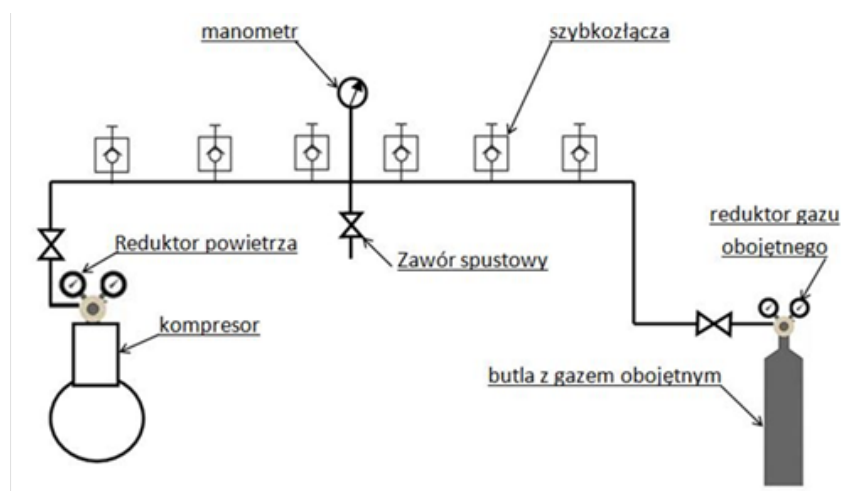 manometr
szybkozłącza
Reduktor powietrza
Zawór spustowy
reduktor gazu
obojętnego
kompresor
butla z gazem obojętnym